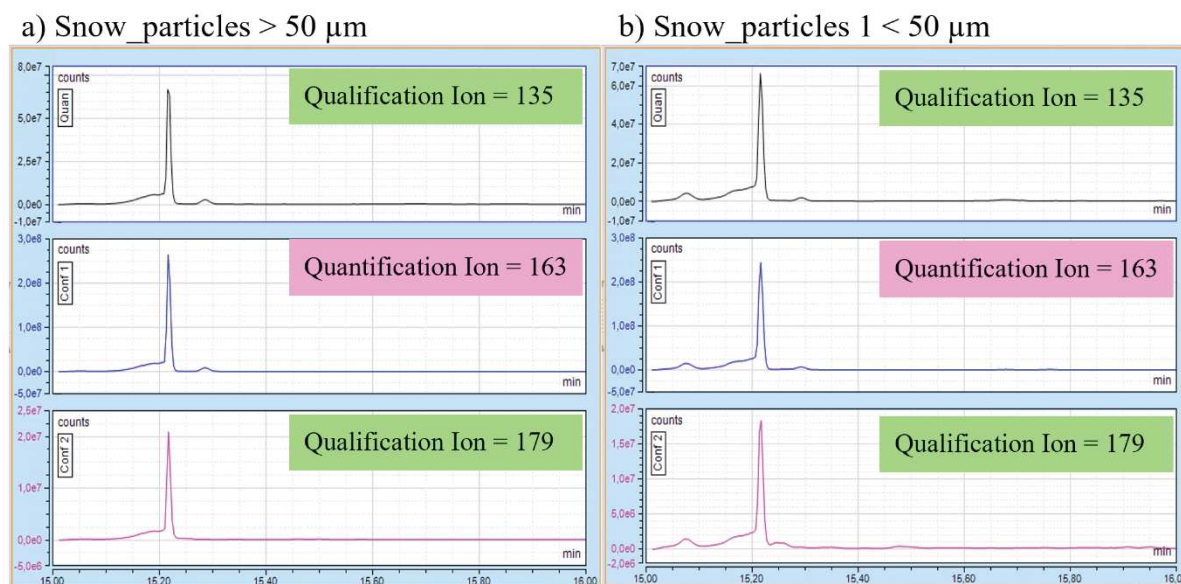 a) Snow_particles > 50 µm
8,0e7
counts
Quan
Qualification Ion = 135
5,0e7
2,5e7
0,0e0
-1,0e7
min
3,0e8
counts
Conf 1
Quantification Ion = 163
2,0e8
1,0e8
0,0e0
-5,0e7
min
2,5e7
counts
Conf 2
Qualification Ion = 179
1,0e7
0,0e0
-5,0e6
min
15,00 15,20 15,40 15,60 15,80 16,00
b) Snow_particles 1 < 50 µm
7,0e7
counts
Quan
Qualification Ion = 135
6,0e7
4,0e7
2,0e7
0,0e0
-1,0e7
min
3,0e8
counts
Conf 1
Quantification Ion = 163
2,0e8
1,0e8
0,0e0
-5,0e7
min
2,0e7
counts
Conf 2
Qualification Ion = 179
1,5e7
1,0e7
5,0e6
0,0e0
-2,0e6
min
15,00 15,20 15,40 15,60 15,80 16,0